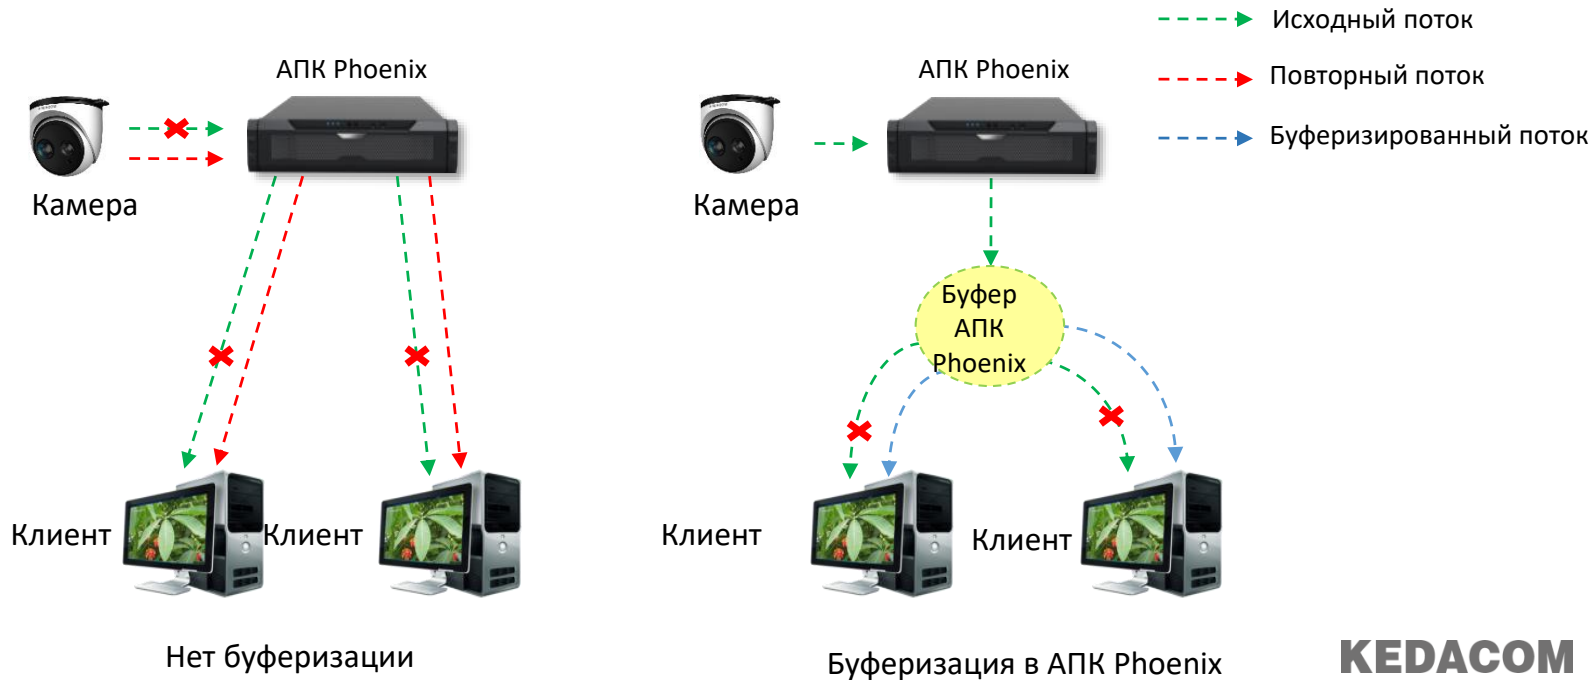 Исходный поток
АПК Phoenix
АПК Phoenix
Повторный поток
Буферизированный поток
Камера
Камера
Буфер
АПК
Phoenix
Клиент
Клиент
Клиент
Клиент
Нет буферизации
Буферизация в АПК Phoenix
KEDACOM